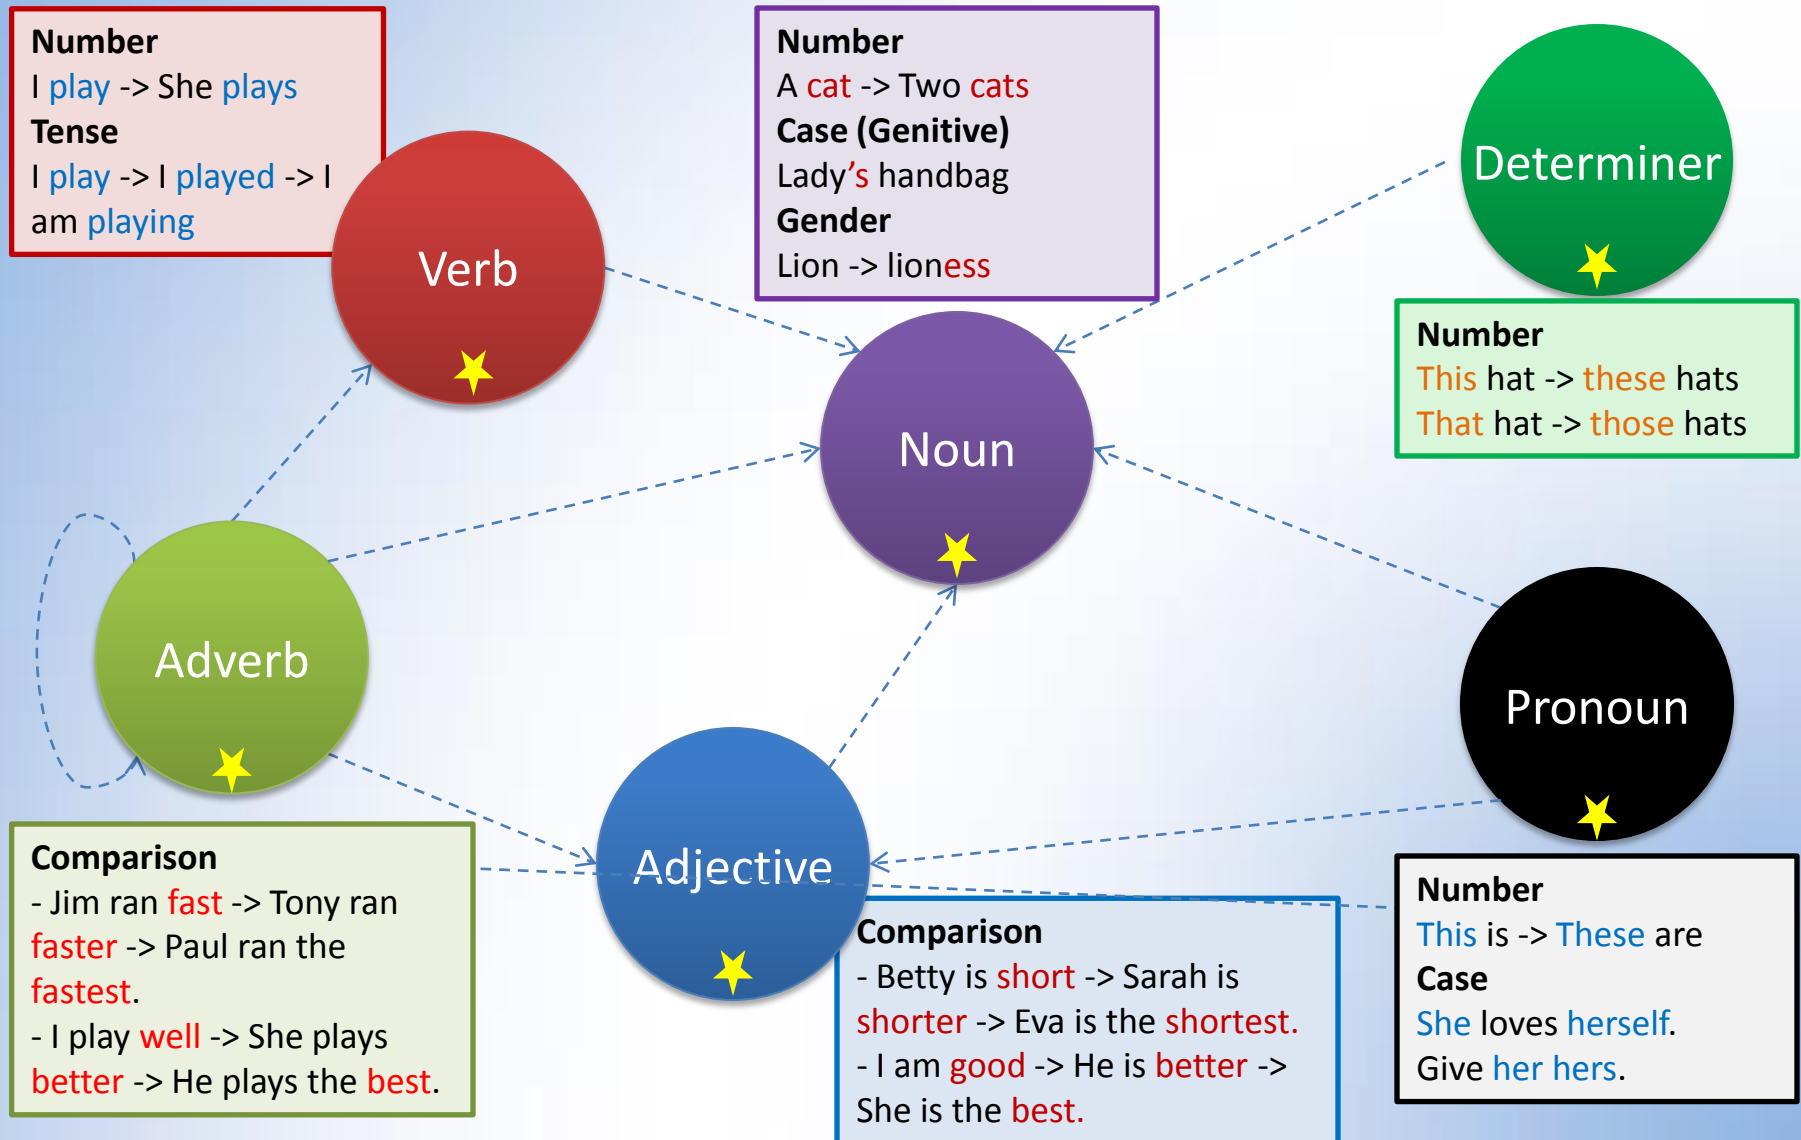 Number
I play -> She plays
Tense
I play -> I played -> I
am playing
Verb
Number
A cat -> Two cats
Case (Genitive)
Lady's handbag
Gender
Lion -> lioness
Determiner
Number
This hat -> these hats
That hat -> those hats
Noun
Adverb
Comparison
- Jim ran fast -> Tony ran
faster -> Paul ran the
fastest.
- I play well -> She plays
better -> He plays the best.
Adjective
Comparison
- Betty is short -> Sarah is
shorter -> Eva is the shortest.
- I am good -> He is better ->
She is the best.
Pronoun
Number
This is -> These are
Case
She loves herself.
Give her hers.